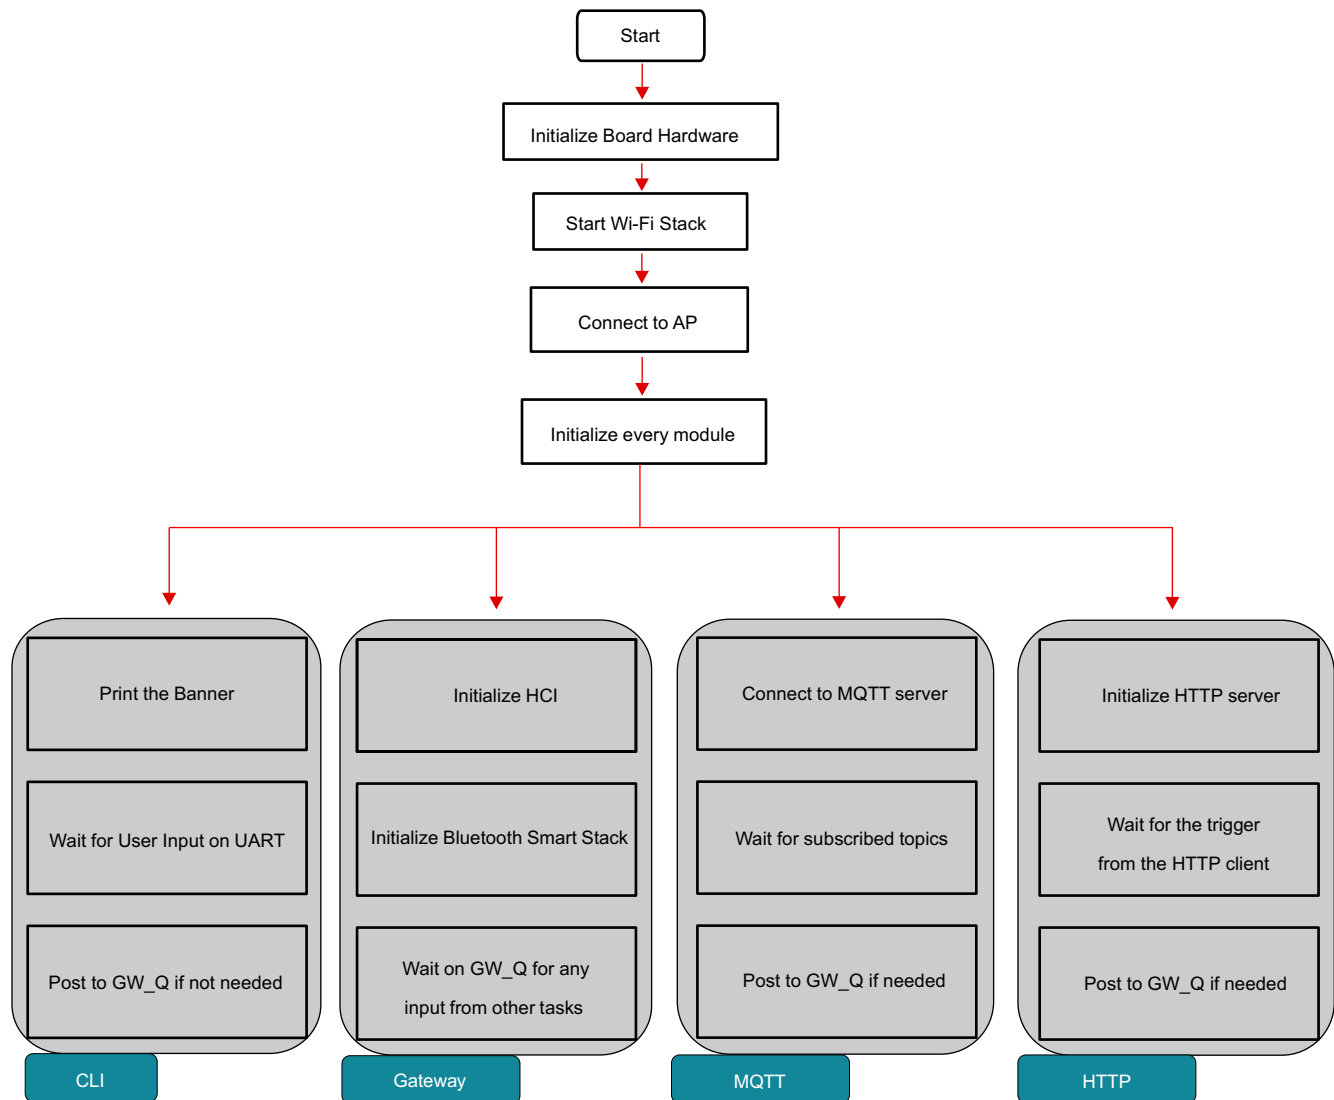 Start
Initialize Board Hardware
Start Wi-Fi Stack
Connect to AP
Initialize every module
Print the Banner
Wait for User Input on UART
Post to GW_Q if not needed
CLI
Initialize HCI
Initialize Bluetooth Smart Stack
Wait on GW_Q for any
input from other tasks
Gateway
Connect to MQTT server
Wait for subscribed topics
Post to GW_Q if needed
MQTT
Initialize HTTP server
Wait for the trigger
from the HTTP client
Post to GW_Q if needed
HTTP